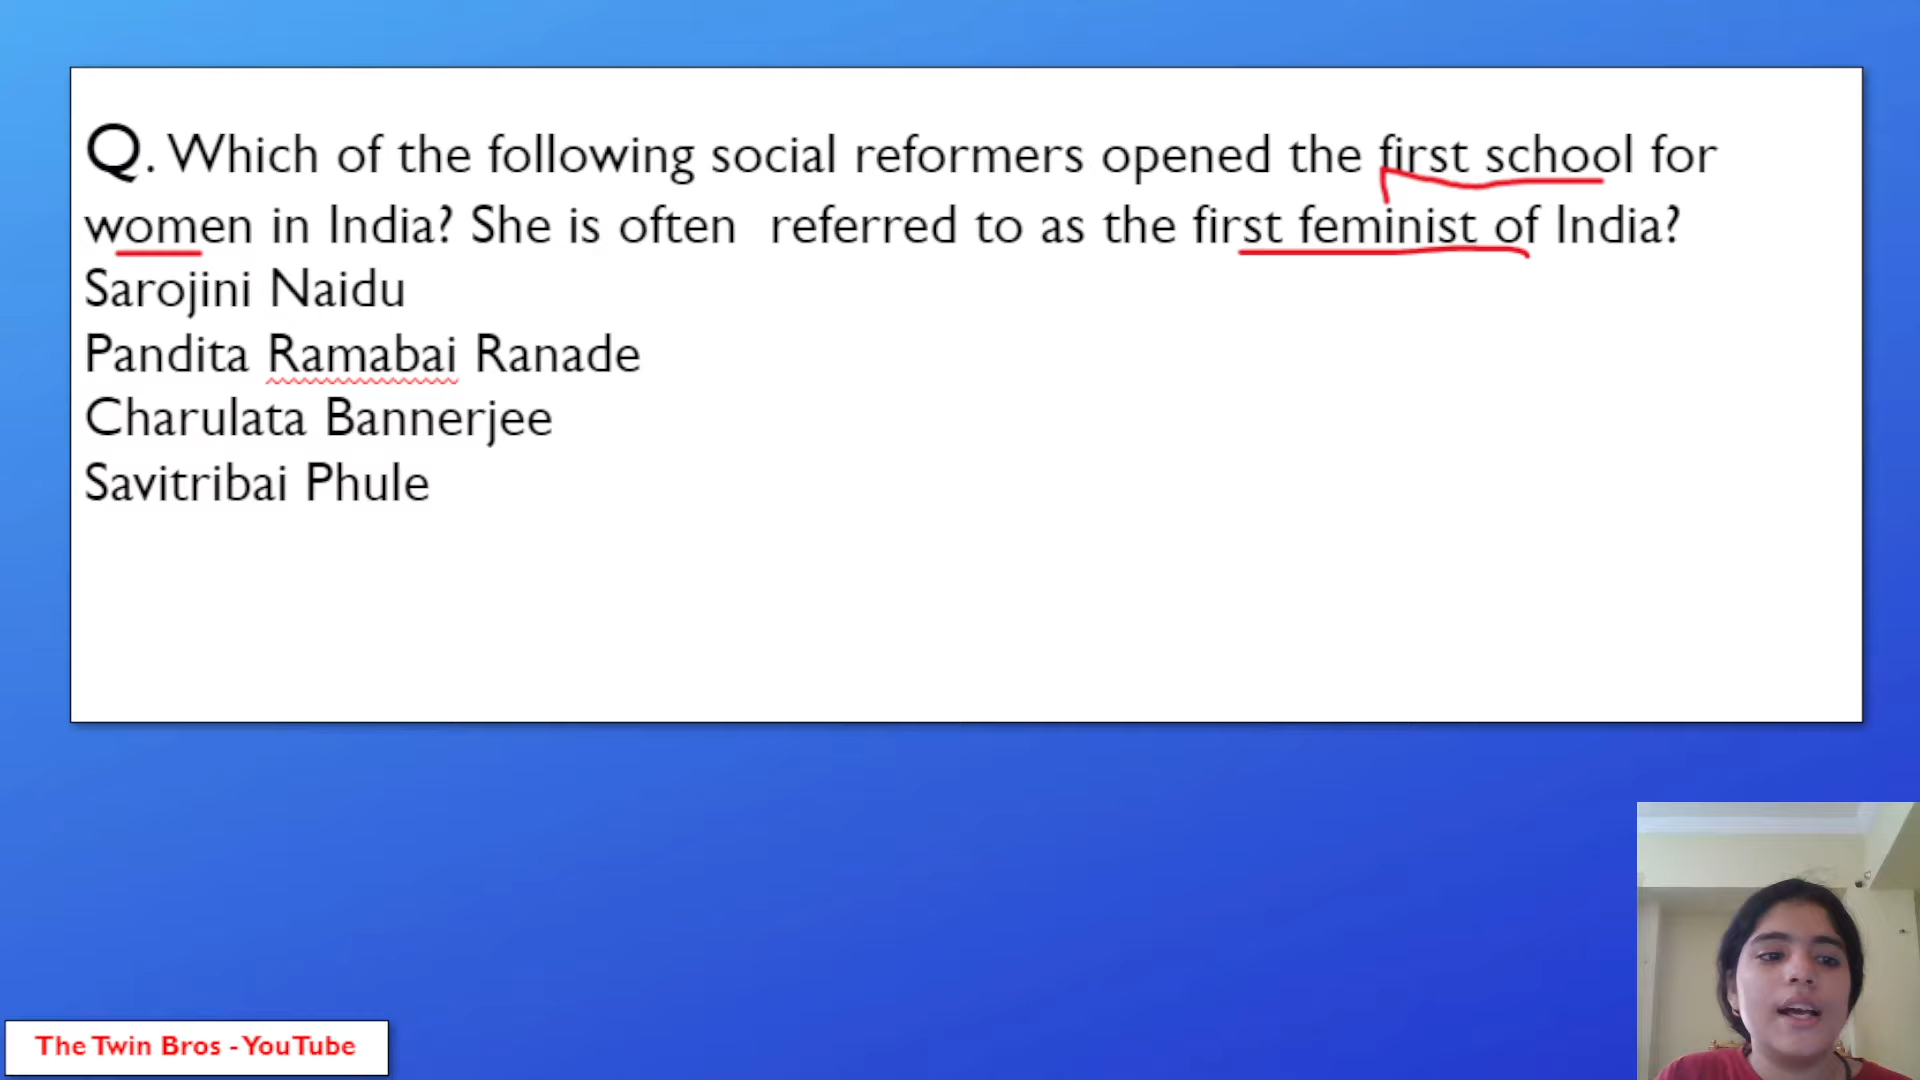 Q. Which of the following social reformers opened the first school for
women in India? She is often referred to as the first feminist of India?
Sarojini Naidu
Pandita Ramabai Ranade
Charulata Bannerjee
Savitribai Phule
The Twin Bros - YouTube